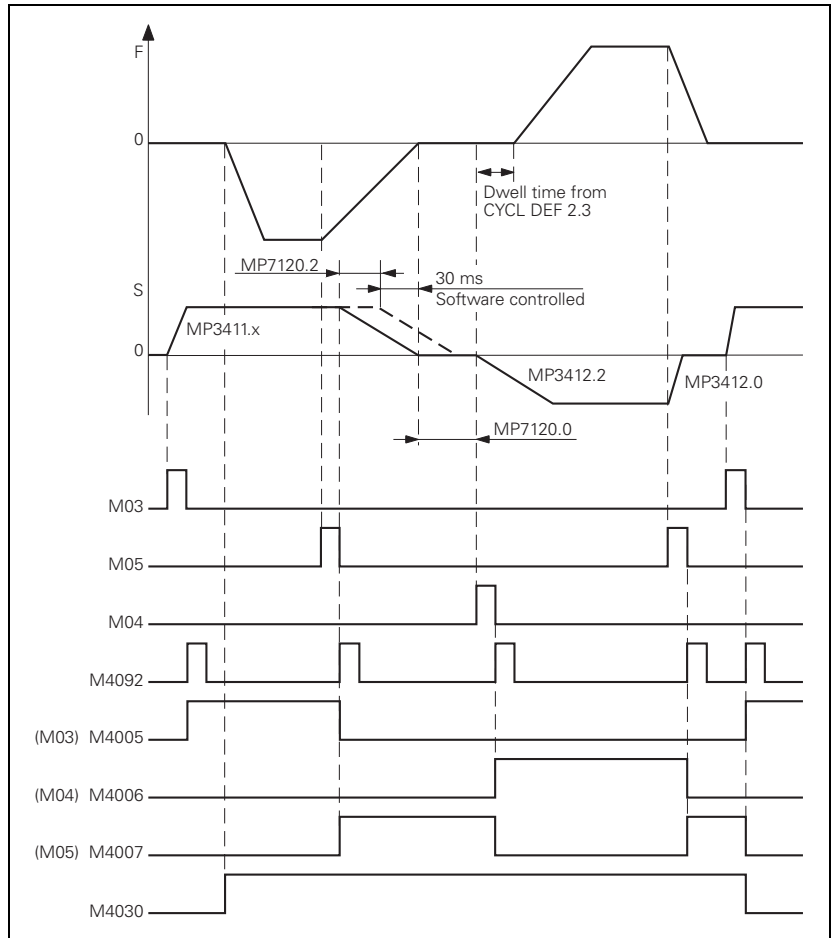 F
0
Dwell time from
CYCL DEF 2.3
MP7120.2
30 ms
Software controlled
S
MP3411.x
0
MP3412.2
MP3412.0
MP7120.0
M03
M05
M04
M4092
(M03) M4005
(M04) M4006
(M05) M4007
M4030